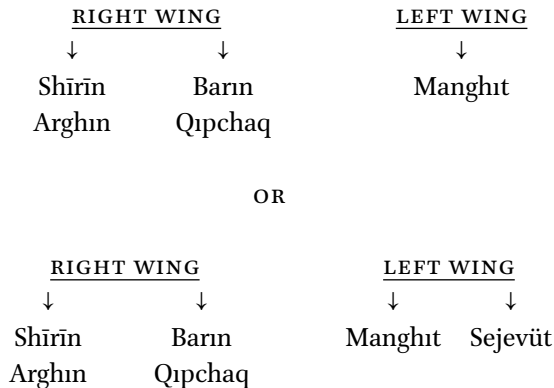 RIGHT WING LEFT WING
↓ ↓ ↓
Shīrīn Barın Manghıt
Arghın Qıpchaq
OR
RIGHT WING LEFT WING
↓ ↓ ↓ ↓
Shīrīn Barın Manghıt Sejevüt
Arghın Qıpchaq